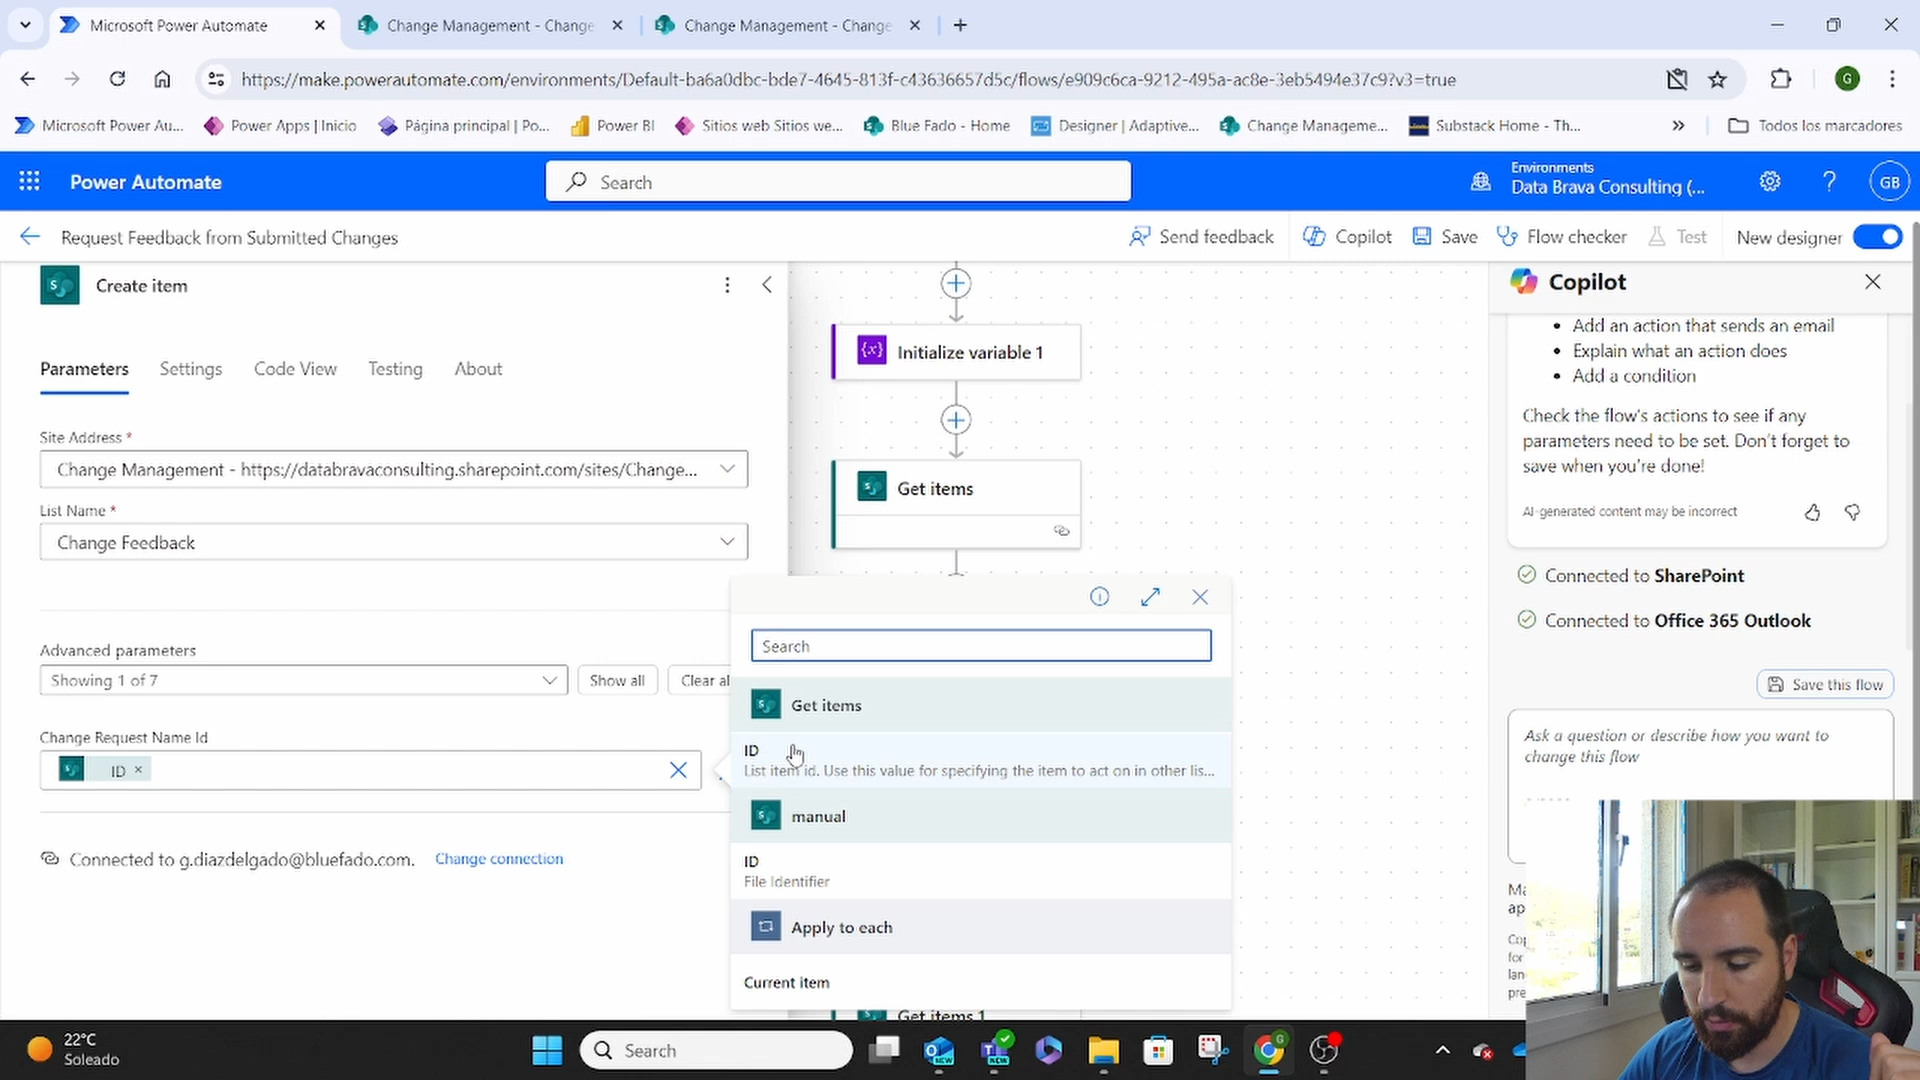 Microsoft Power Automate
Change Management - Change
Change Management - Change
https://make.powerautomate.com/environments/Default-ba6a0dbc-bde7-4645-813f-c43636657d5c/flows/e909c6ca-9212-495a-ac8e-3eb5494e37c9?v3=true
G
Microsoft Power Au...
Power Apps | Inicio
Página principal | Po...
Power BI
Sitios web Sitios we...
Blue Fado - Home
Designer | Adaptive...
Change Manageme...
Substack Home - Th...
Todos los marcadores
Power Automate
Search
Environments
Data Brava Consulting (...
GB
Request Feedback from Submitted Changes
Send feedback
Copilot
Save
Flow checker
Test
New designer
Create item
Parameters
Settings
Code View
Testing
About
Site Address *
Change Management - https://databravaconsulting.sharepoint.com/sites/Change...
List Name *
Change Feedback
Advanced parameters
Showing 1 of 7
Show all
Clear al
Change Request Name Id
ID
Connected to g.diazdelgado@bluefado.com.
Change connection
Initialize variable 1
Get items
Search
Get items
ID
List item id. Use this value for specifying the item to act on in other lis...
manual
ID
File Identifier
Apply to each
Current item
Get items 1
Copilot
• Add an action that sends an email
• Explain what an action does
• Add a condition
Check the flow's actions to see if any
parameters need to be set. Don't forget to
save when you're done!
AI-generated content may be incorrect
Connected to SharePoint
Connected to Office 365 Outlook
Save this flow
Ask a question or describe how you want to
change this flow
22°C
Soleado
Search